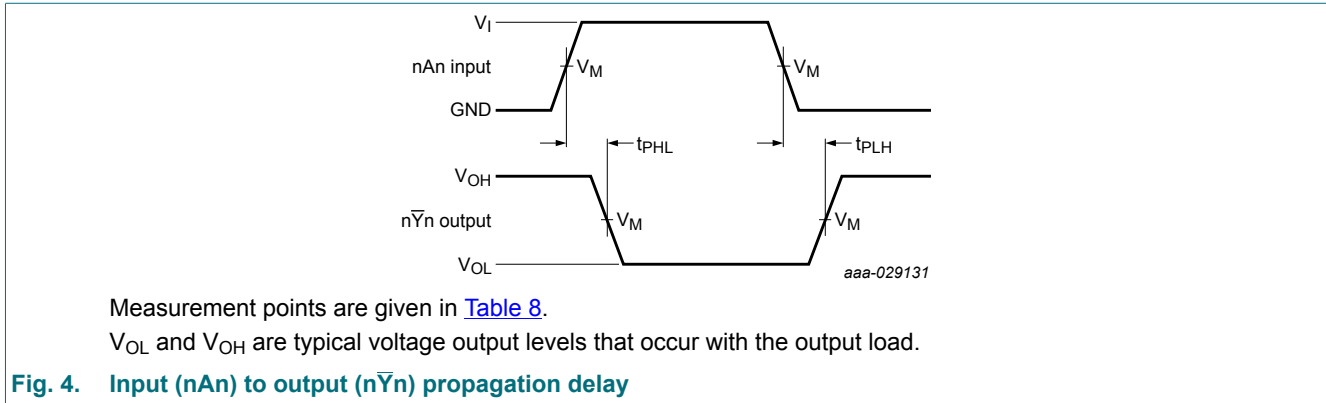 V_I
nAn input
V_M
V_M
GND
t_PHL
t_PLH
V_OH
nY̅n output
V_M
V_M
V_OL
aaa-029131
Measurement points are given in Table 8.
V_OL and V_OH are typical voltage output levels that occur with the output load.
Fig. 4. Input (nAn) to output (nY̅n) propagation delay